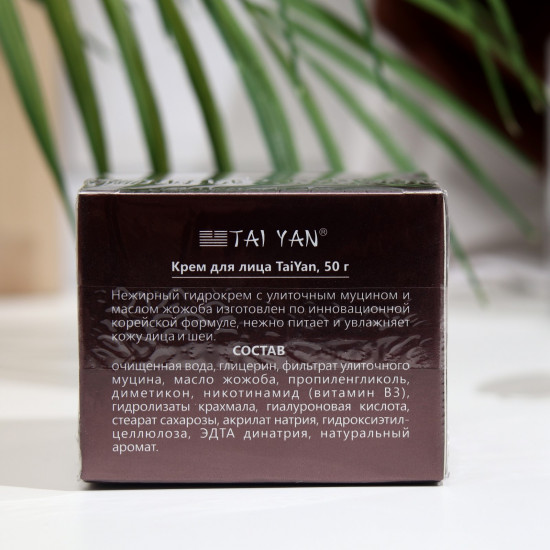 TAI YAN®
Крем для лица TaiYan, 50 г
Нежирный гидрокрем с улиточным муцином и
маслом жожоба изготовлен по инновационной
корейской формуле, нежно питает и увлажняет
кожу лица и шеи.
СОСТАВ
очищенная вода, глицерин, фильтрат улиточного
муцина, масло жожоба, пропиленгликоль,
диметикон, никотинамид (витамин В3),
гидролизаты крахмала, гиалуроновая кислота,
стеарат сахарозы, акрилат натрия, гидроксиэтил-
целлюлоза, ЭДТА динатрия, натуральный
аромат.